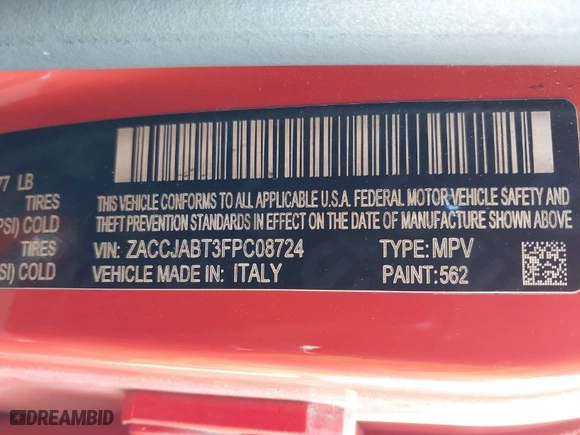 77 LB
TIRES
PSI) COLD
TIRES
SI) COLD
THIS VEHICLE CONFORMS TO ALL APPLICABLE U.S.A. FEDERAL MOTOR VEHICLE SAFETY AND
THEFT PREVENTION STANDARDS IN EFFECT ON THE DATE OF MANUFACTURE SHOWN ABOVE
VIN: ZACCJABT3FPC08724 TYPE: MPV
VEHICLE MADE IN: ITALY PAINT: 562
DREAMBID